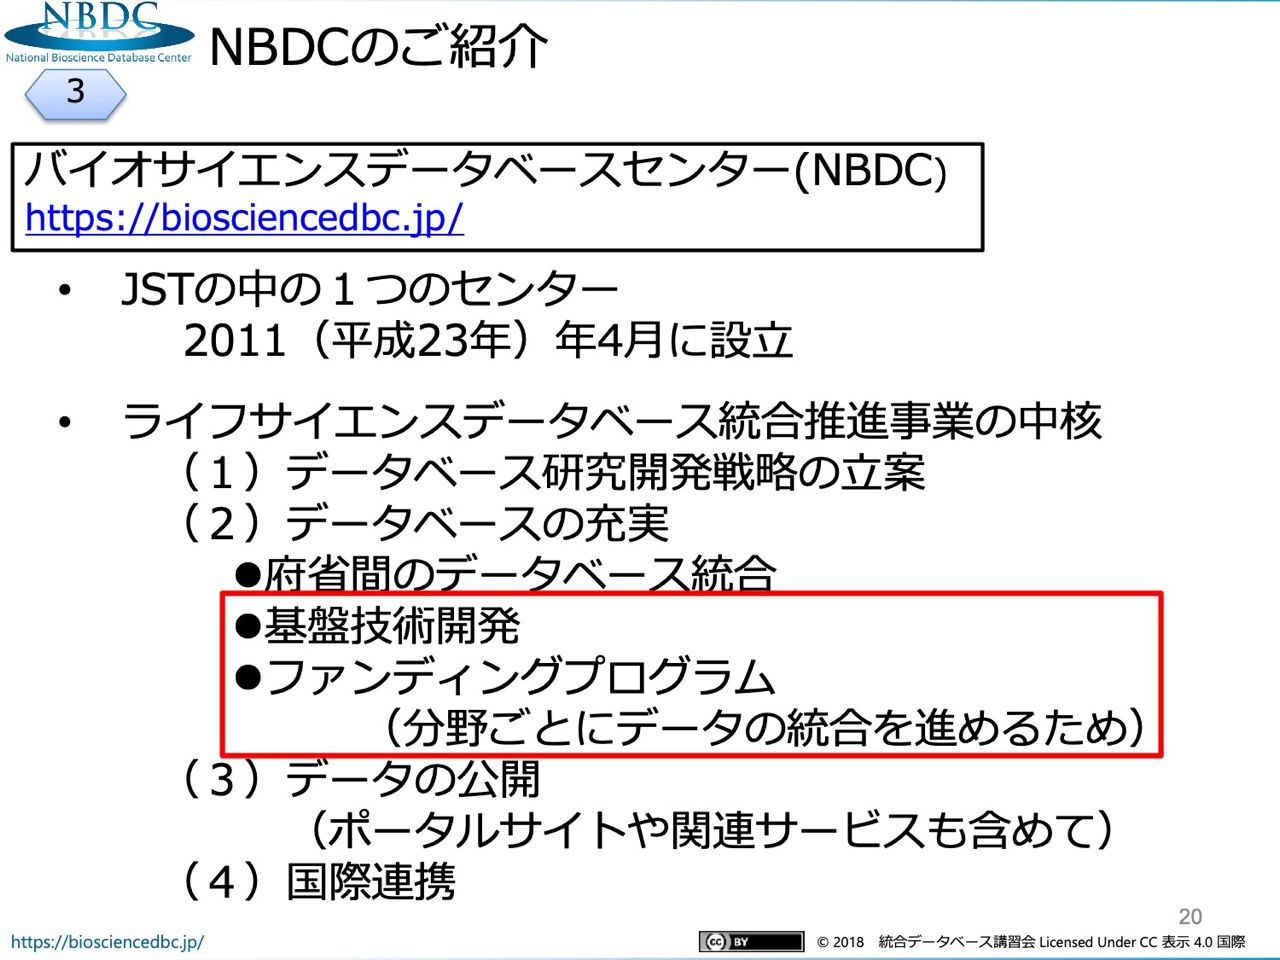 NBDC
National Bioscience Database Center
NBDCのご紹介
3
バイオサイエンスデータベースセンター(NBDC)
https://biosciencedbc.jp/
• JSTの中の１つのセンター
2011（平成23年）年4月に設立
• ライフサイエンスデータベース統合推進事業の中核
（１）データベース研究開発戦略の立案
（２）データベースの充実
●府省間のデータベース統合
●基盤技術開発
●ファンディングプログラム
（分野ごとにデータの統合を進めるため）
（３）データの公開
（ポータルサイトや関連サービスも含めて）
（４）国際連携
20
https://biosciencedbc.jp/
cc BY
© 2018 統合データベース講習会 Licensed Under CC 表示 4.0 国際